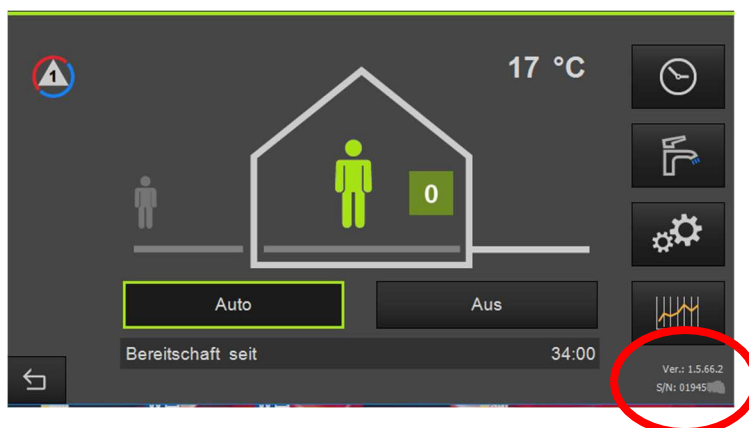 1
17 °C
0
Auto
Aus
Bereitschaft seit 34:00
Ver.: 1.5.66.2
S/N: 01945